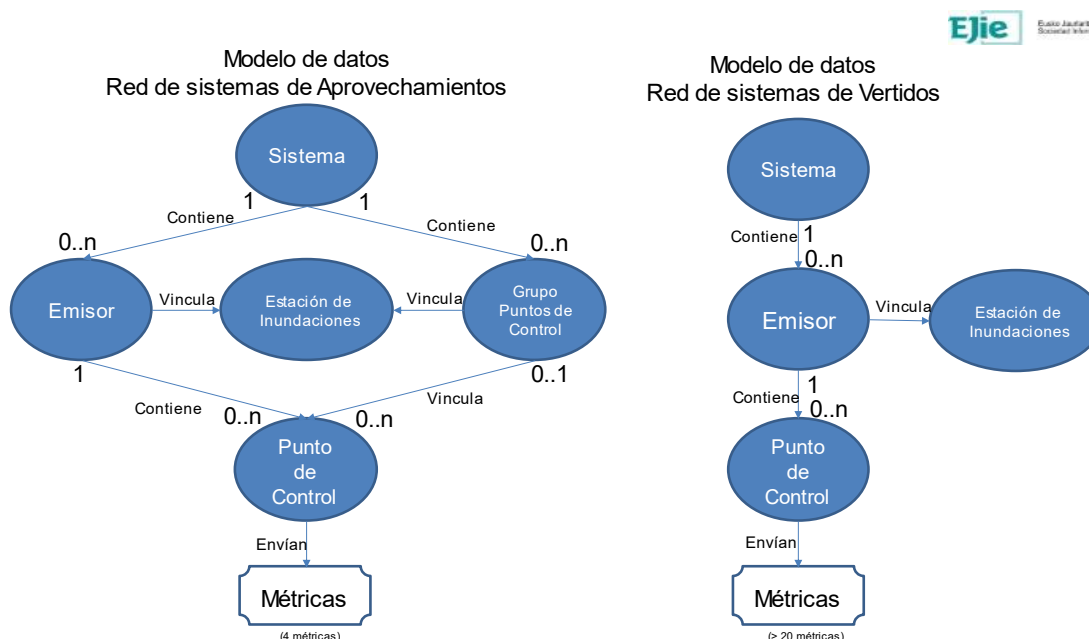 EJie
Modelo de datos
Red de sistemas de Aprovechamientos
Sistema
1
1
Contiene
Contiene
0..n
0..n
Emisor
Vincula
Estación de
Inundaciones
Vincula
Grupo
Puntos de
Control
1
0..1
Contiene
Vincula
0..n
0..n
Punto
de
Control
Envían
Métricas
(4 métricas)
Modelo de datos
Red de sistemas de Vertidos
Sistema
Contiene
1
0..n
Emisor
Vincula
Estación de
Inundaciones
1
Contiene
0..n
Punto
de
Control
Envían
Métricas
(> 20 métricas)